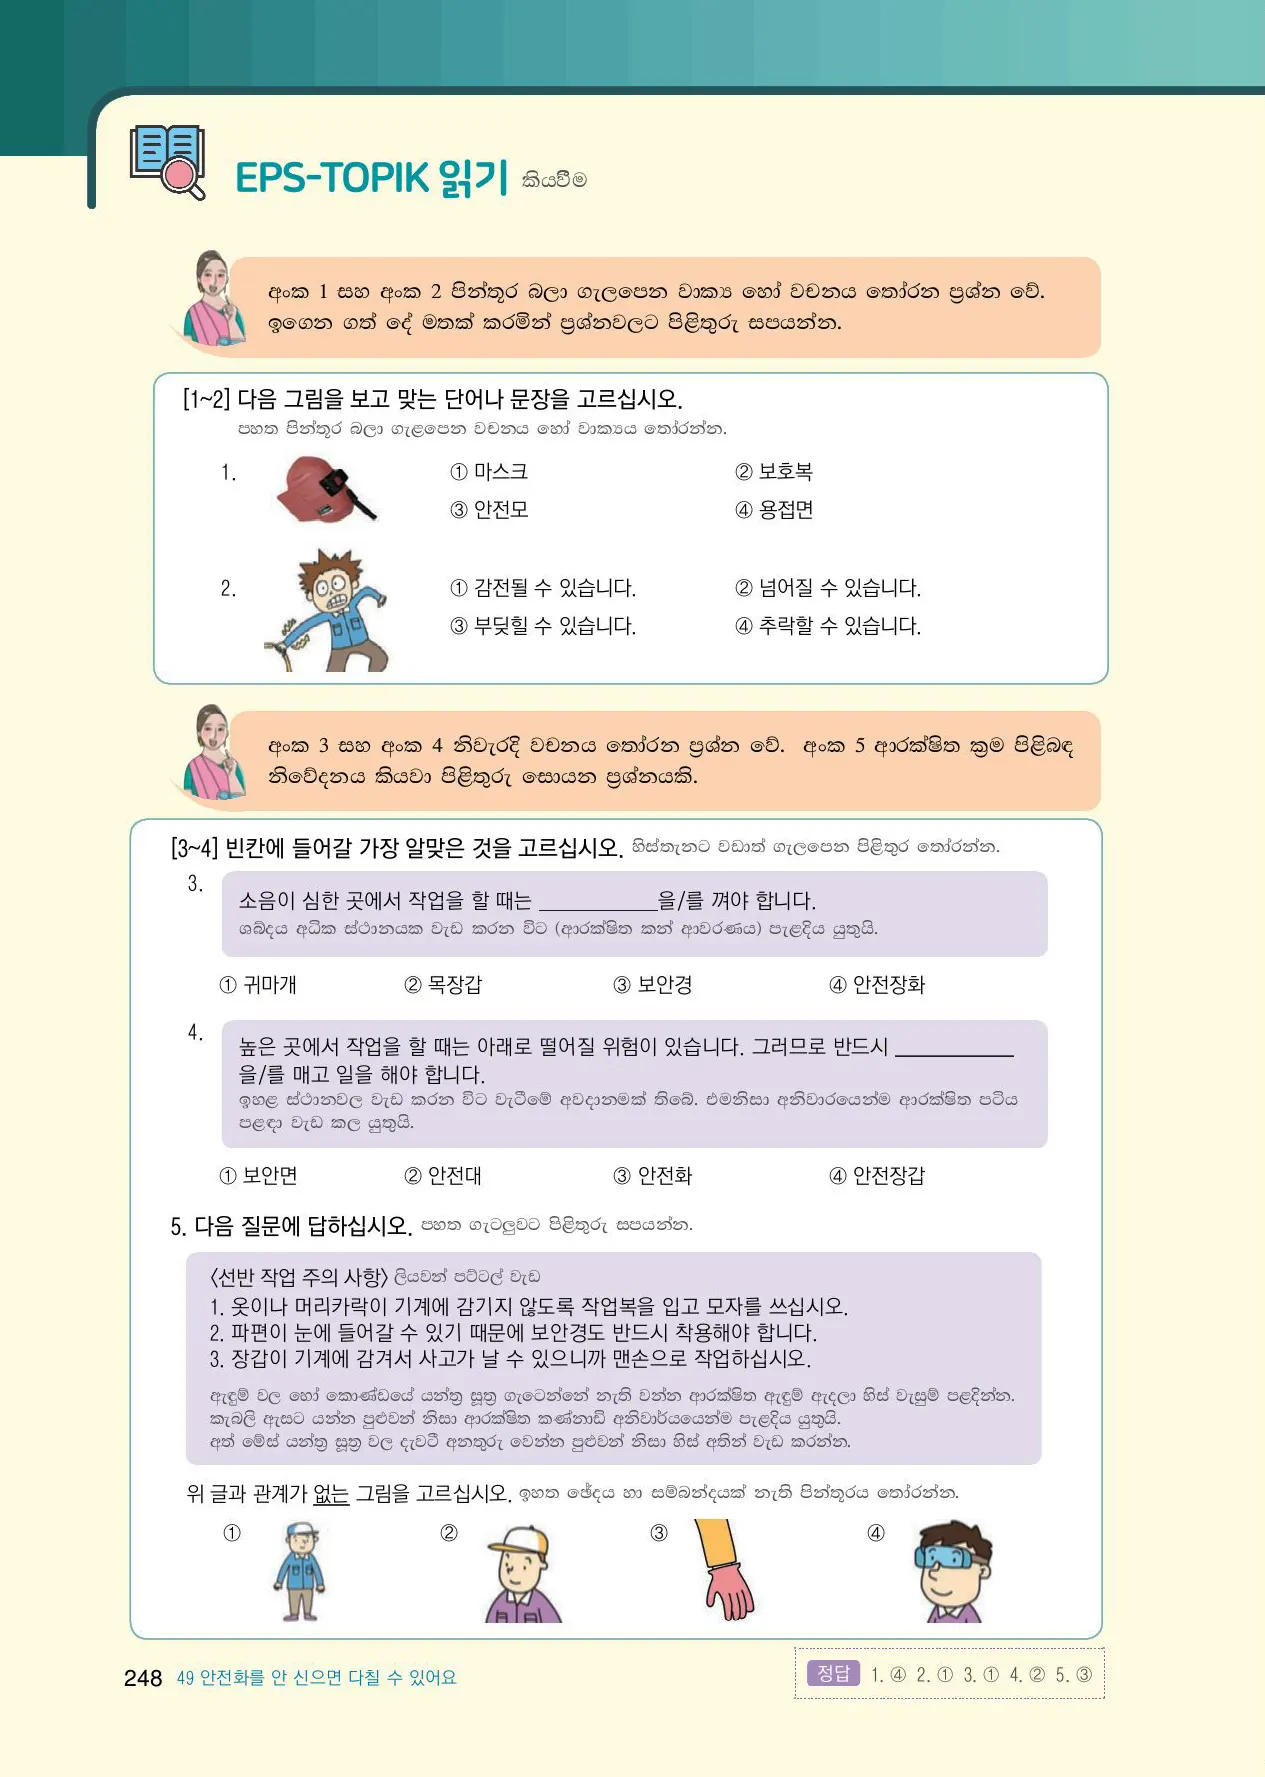 EPS-TOPIK 읽기 කියවීම
අංක 1 සහ අංක 2 පින්තූර බලා ගැලපෙන වාක්‍ය හෝ වචනය තෝරන ප්‍රශ්න වේ.
ඉගෙන ගත් දේ මතක් කරමින් ප්‍රශ්නවලට පිළිතුරු සපයන්න.
[1~2] 다음 그림을 보고 맞는 단어나 문장을 고르십시오.
පහත පින්තූර බලා ගැළපෙන වචනය හෝ වාක්‍යය තෝරන්න.
1. ① 마스크 ② 보호복
③ 안전모 ④ 용접면
2. ① 감전될 수 있습니다. ② 넘어질 수 있습니다.
③ 부딪힐 수 있습니다. ④ 추락할 수 있습니다.
අංක 3 සහ අංක 4 නිවැරදි වචනය තෝරන ප්‍රශ්න වේ. අංක 5 ආරක්ෂිත ක්‍රම පිළිබඳ
නිවේදනය කියවා පිළිතුරු සොයන ප්‍රශ්නයකි.
[3~4] 빈칸에 들어갈 가장 알맞은 것을 고르십시오. හිස්තැනට වඩාත් ගැලපෙන පිළිතුර තෝරන්න.
3. 소음이 심한 곳에서 작업을 할 때는 ___________을/를 껴야 합니다.
ශබ්දය අධික ස්ථානයක වැඩ කරන විට (ආරක්ෂිත කන් ආවරණය) පැළදිය යුතුයි.
① 귀마개 ② 목장갑 ③ 보안경 ④ 안전장화
4. 높은 곳에서 작업을 할 때는 아래로 떨어질 위험이 있습니다. 그러므로 반드시 ___________
을/를 매고 일을 해야 합니다.
ඉහළ ස්ථානවල වැඩ කරන විට වැටීමේ අවදානමක් තිබේ. එමනිසා අනිවාරයෙන්ම ආරක්ෂිත පටිය
පළඳා වැඩ කල යුතුයි.
① 보안면 ② 안전대 ③ 안전화 ④ 안전장갑
5. 다음 질문에 답하십시오. පහත ගැටලුවට පිළිතුරු සපයන්න.
〈선반 작업 주의 사항〉 ලියවන් පට්ටල් වැඩ
1. 옷이나 머리카락이 기계에 감기지 않도록 작업복을 입고 모자를 쓰십시오.
2. 파편이 눈에 들어갈 수 있기 때문에 보안경도 반드시 착용해야 합니다.
3. 장갑이 기계에 감겨서 사고가 날 수 있으니까 맨손으로 작업하십시오.
ඇඳුම් වල හෝ කොණ්ඩයේ යන්ත්‍ර සූත්‍ර ගැටෙන්නේ නැති වන්න ආරක්ෂිත ඇඳුම් ඇදලා හිස් වැසුම් පළදින්න.
කැබලි ඇසට යන්න පුළුවන් නිසා ආරක්ෂිත කණ්නාඩි අනිවාර්යයෙන්ම පැළදිය යුතුයි.
අත් මේස් යන්ත්‍ර සූත්‍ර වල දැවටී අනතුරු වෙන්න පුළුවන් නිසා හිස් අතින් වැඩ කරන්න.
위 글과 관계가 없는 그림을 고르십시오. ඉහත ඡේදය හා සම්බන්දයක් නැති පින්තූරය තෝරන්න.
① ② ③ ④
248 49 안전화를 안 신으면 다칠 수 있어요
정답 1. ④ 2. ① 3. ① 4. ② 5. ③